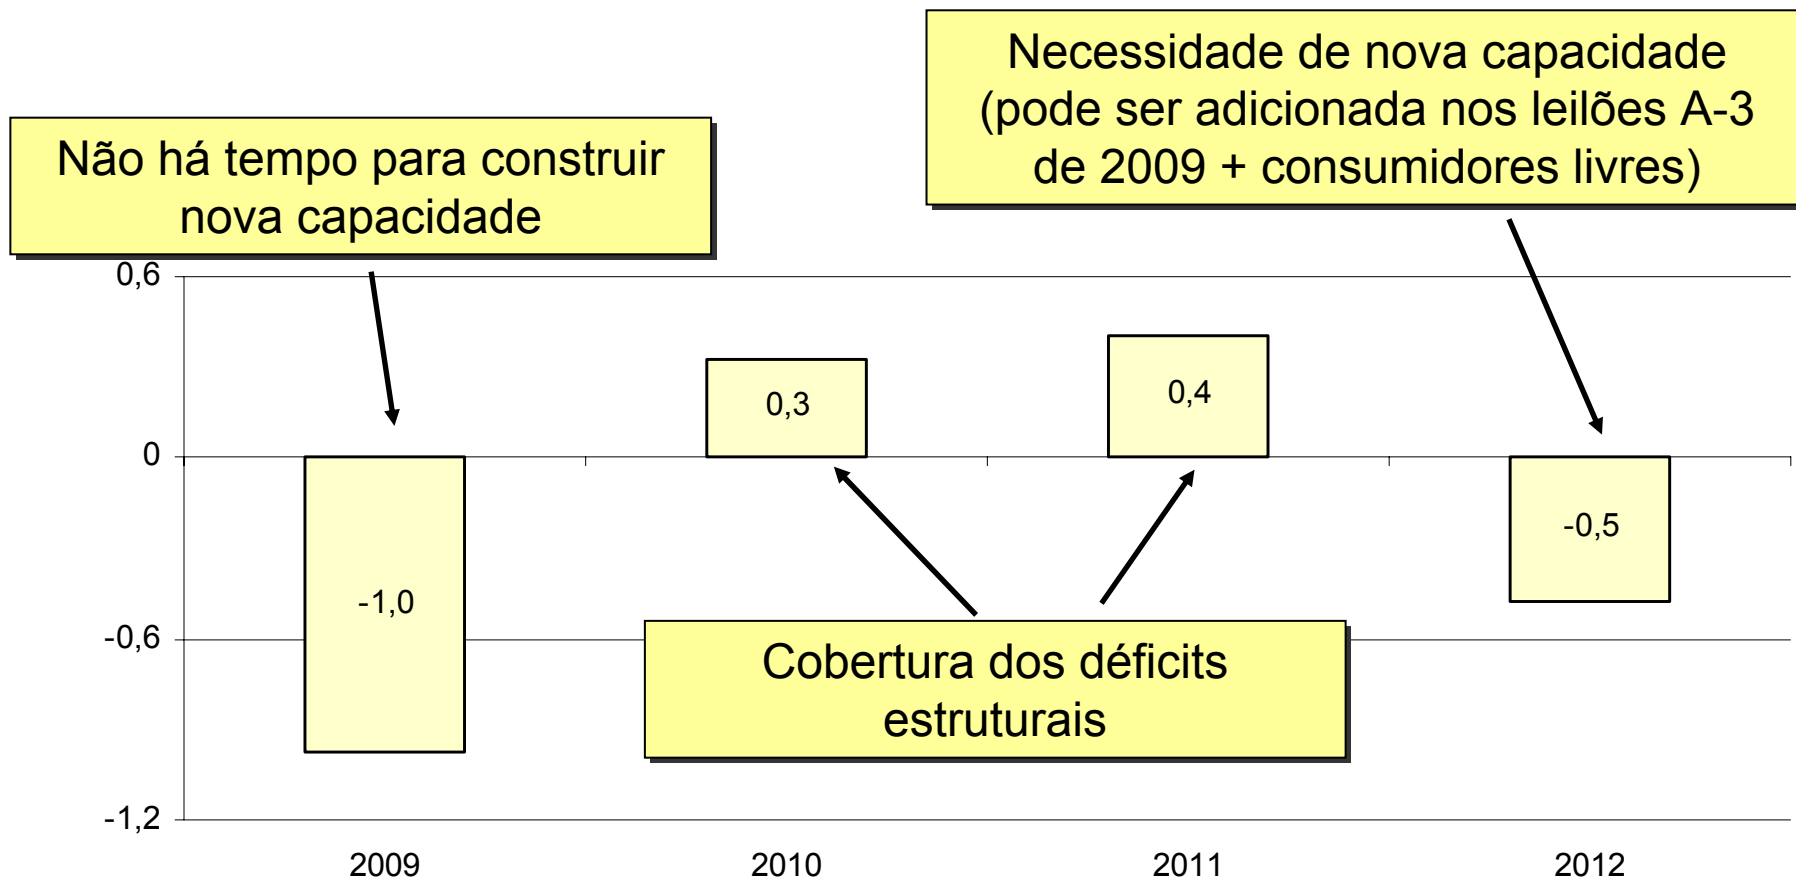 Necessidade de nova capacidade
(pode ser adicionada nos leilões A-3
de 2009 + consumidores livres)
Não há tempo para construir
nova capacidade
0,6
0
-0,6
-1,2
-1,0
0,3
0,4
-0,5
Cobertura dos déficits
estruturais
2009
2010
2011
2012